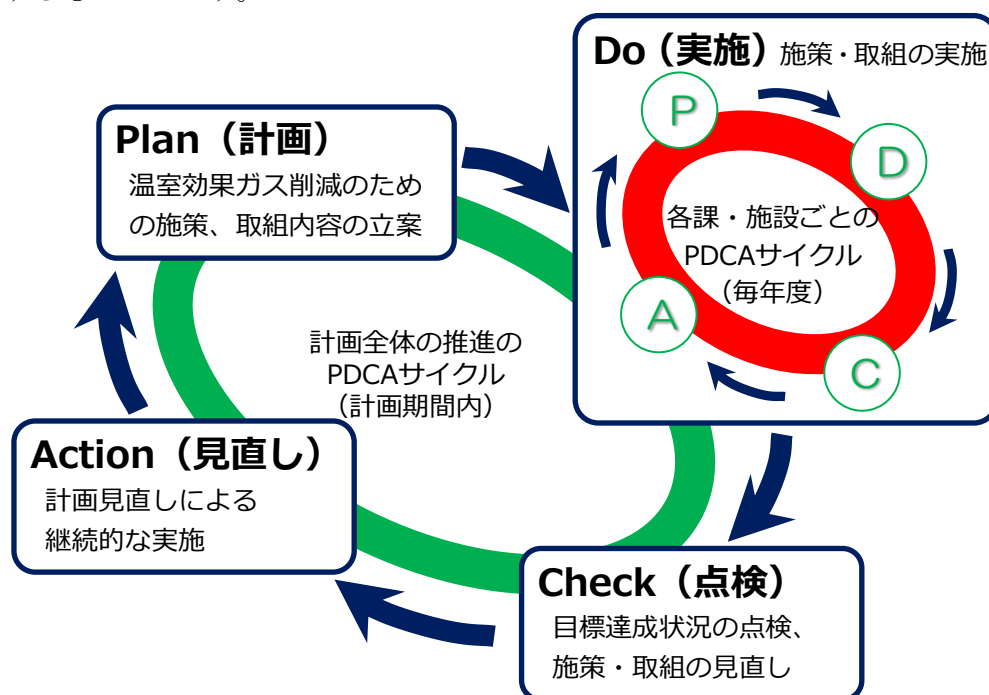 Plan（計画）
温室効果ガス削減のため
の施策、取組内容の立案
Do（実施）施策・取組の実施
P
D
C
A
各課・施設ごとの
PDCAサイクル
（毎年度）
計画全体の推進の
PDCAサイクル
（計画期間内）
Check（点検）
目標達成状況の点検、
施策・取組の見直し
Action（見直し）
計画見直しによる
継続的な実施